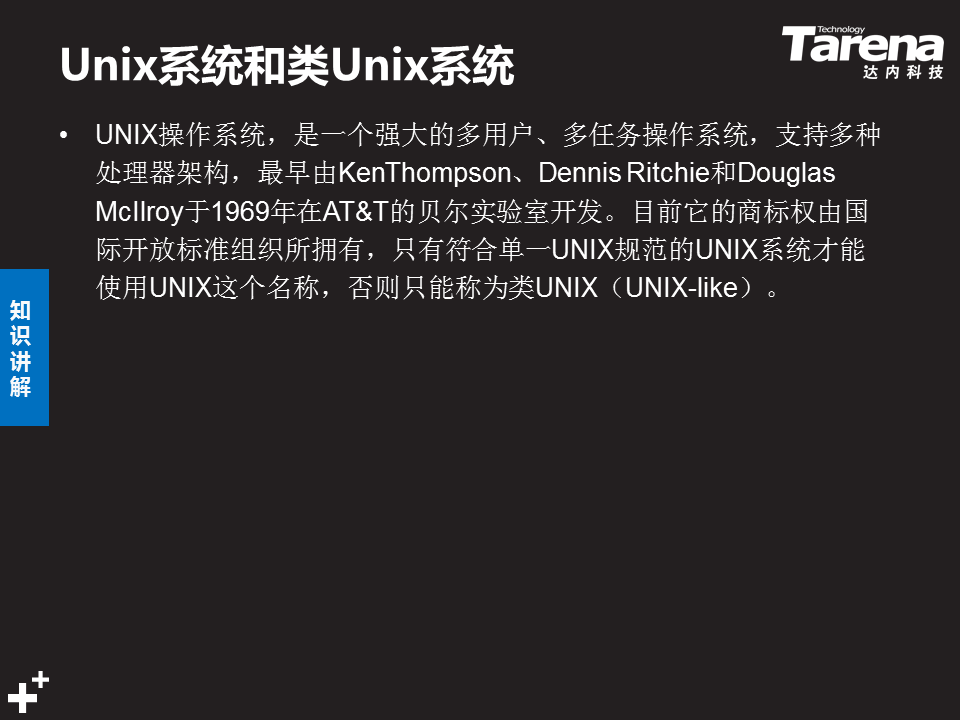 Unix系统和类Unix系统
Technology
Tarena
达内科技
• UNIX操作系统，是一个强大的多用户、多任务操作系统，支持多种
处理器架构，最早由KenThompson、Dennis Ritchie和Douglas
McIlroy于1969年在AT&T的贝尔实验室开发。目前它的商标权由国
际开放标准组织所拥有，只有符合单一UNIX规范的UNIX系统才能
使用UNIX这个名称，否则只能称为类UNIX（UNIX-like）。
知
识
讲
解